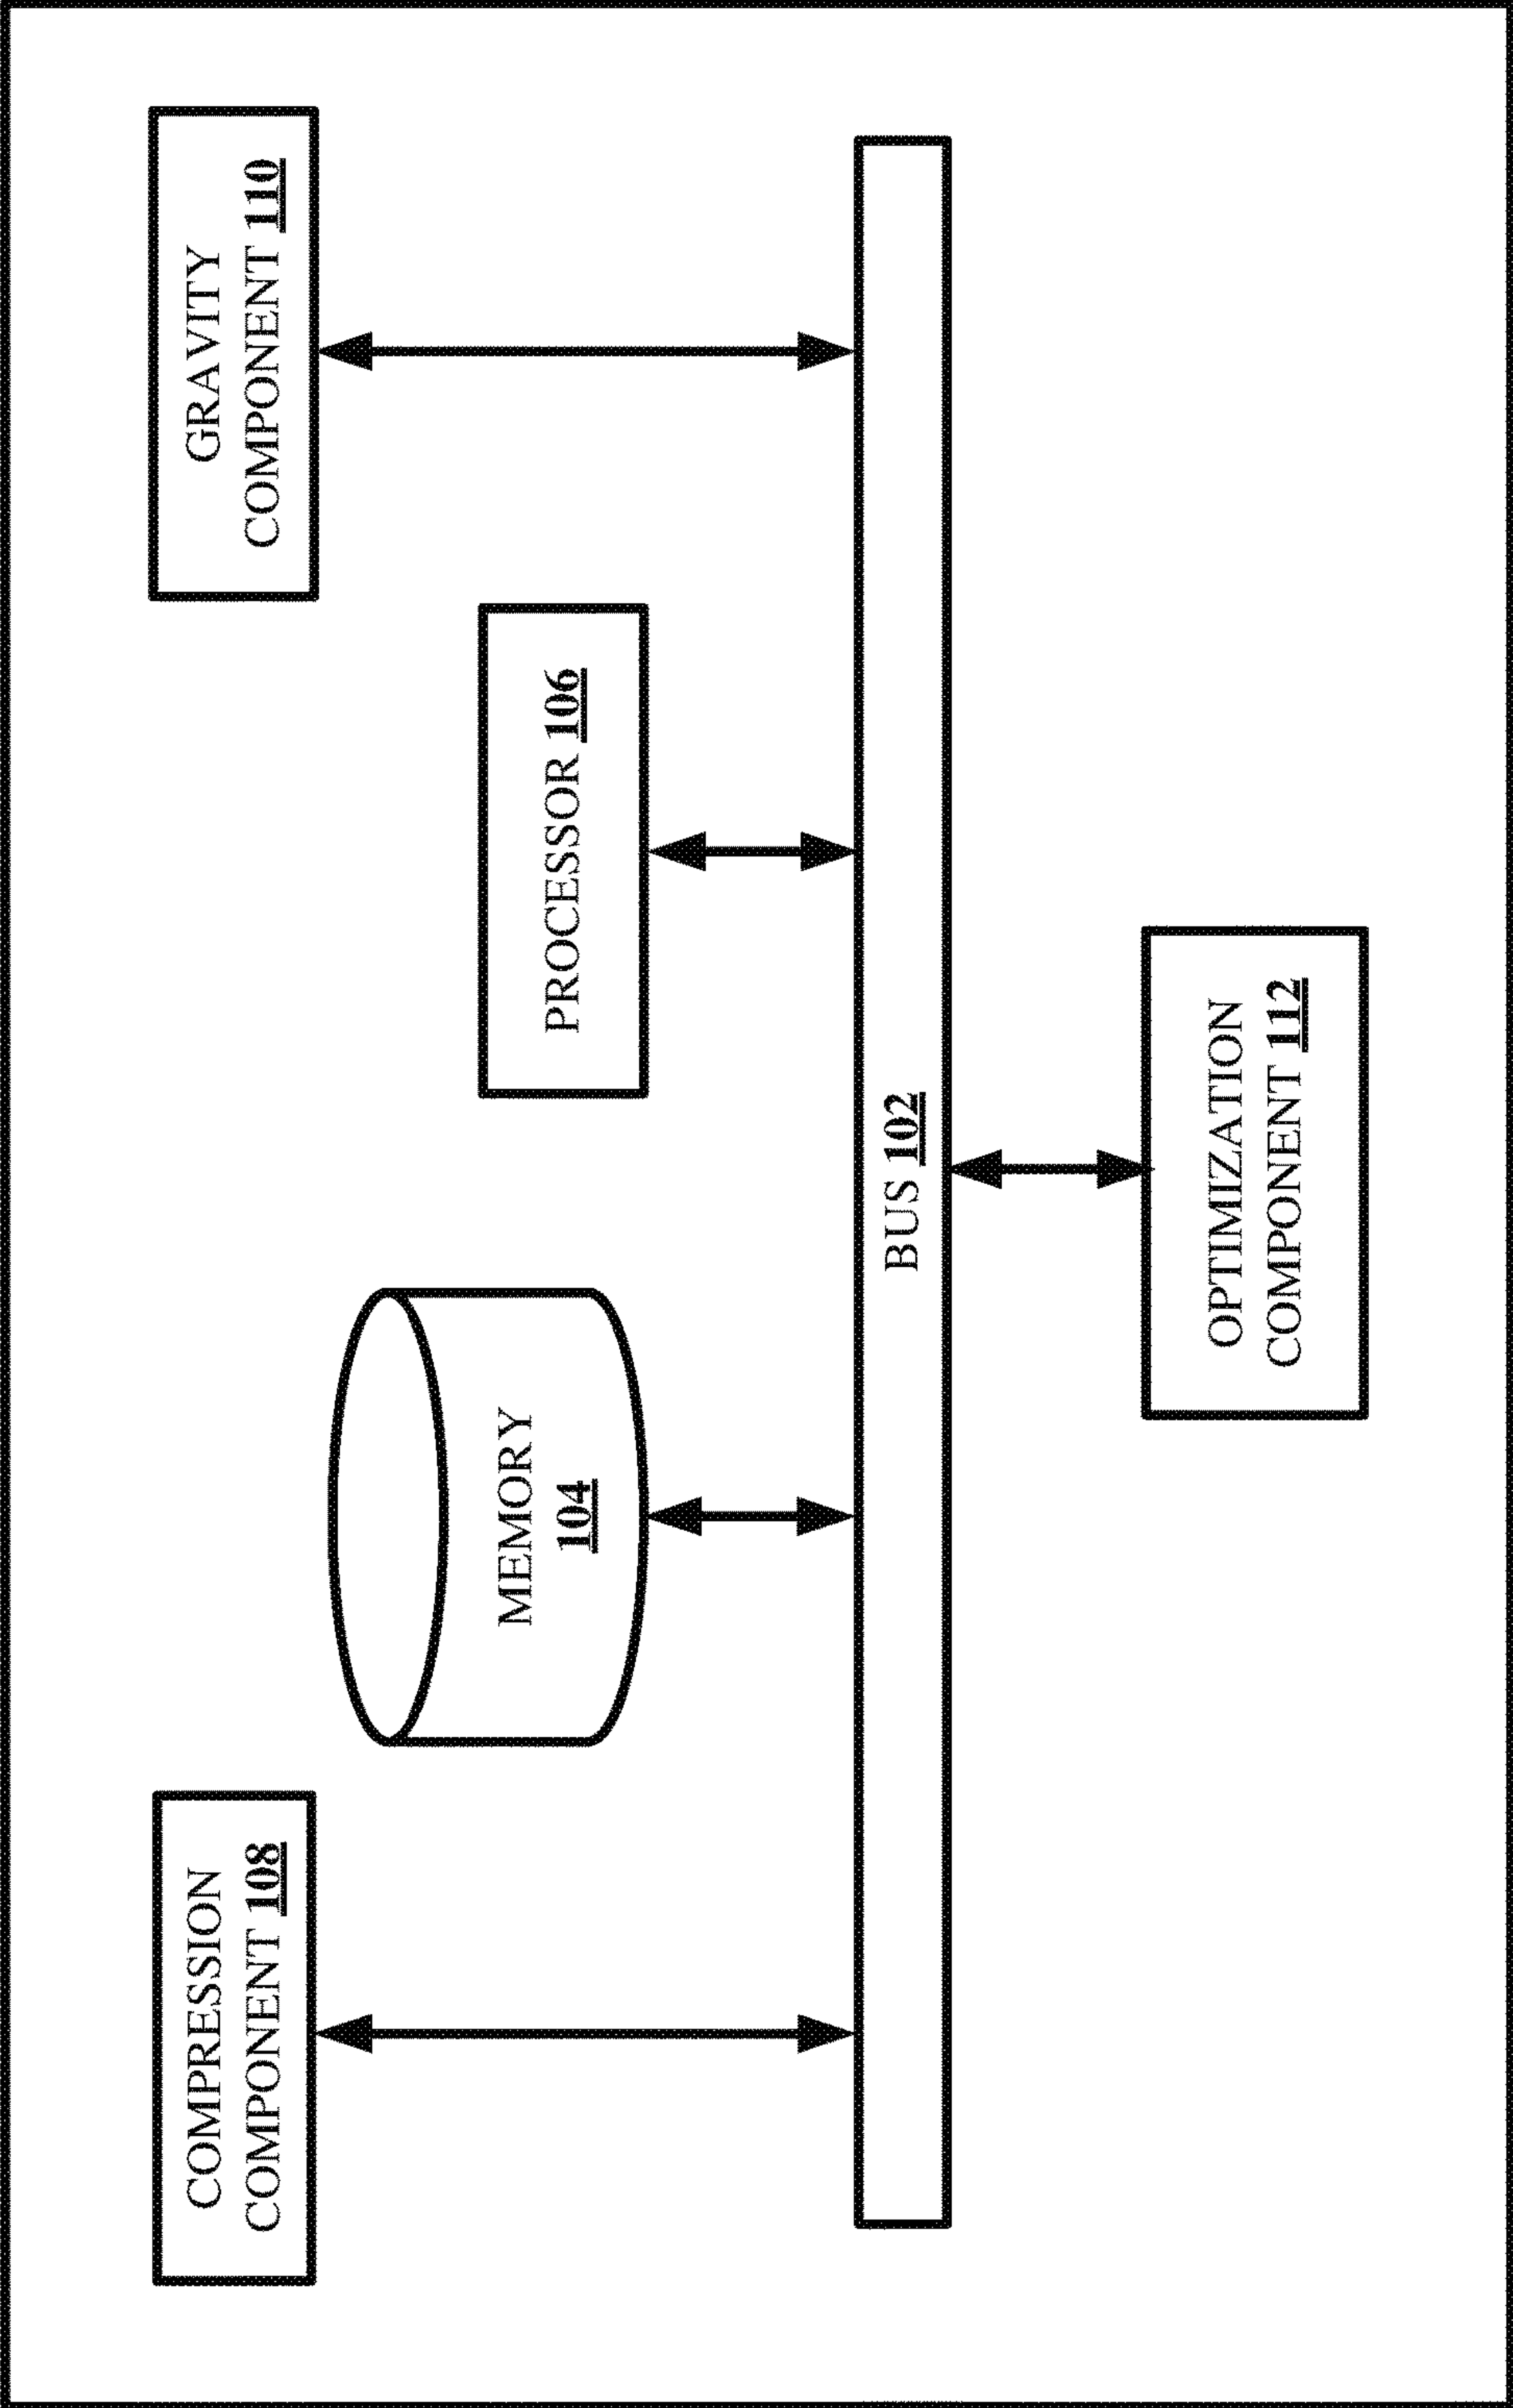 COMPRESSION
COMPONENT 108
MEMORY
104
PROCESSOR 106
GRAVITY
COMPONENT 110
BUS 102
OPTIMIZATION
COMPONENT 112